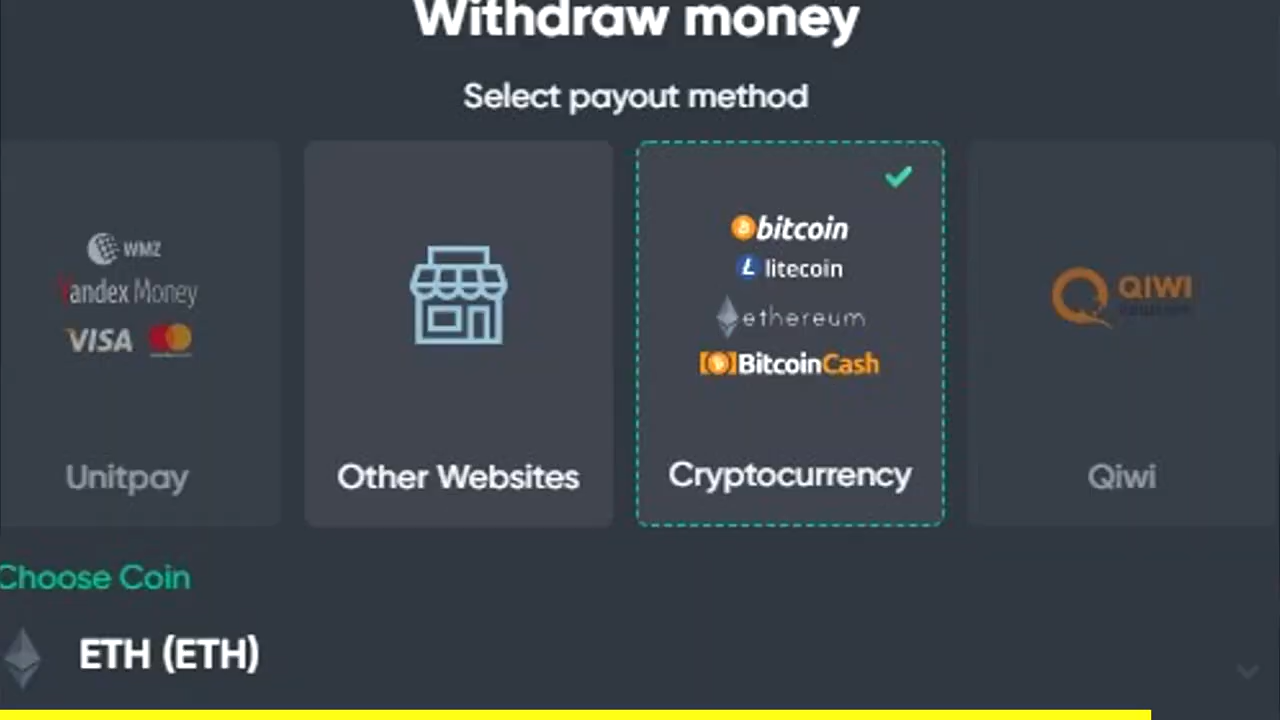 Withdraw money
Select payout method
WMZ
Yandex Money
VISA
Unitpay
Other Websites
bitcoin
litecoin
ethereum
BitcoinCash
Cryptocurrency
QIWI
Qiwi
Choose Coin
ETH (ETH)